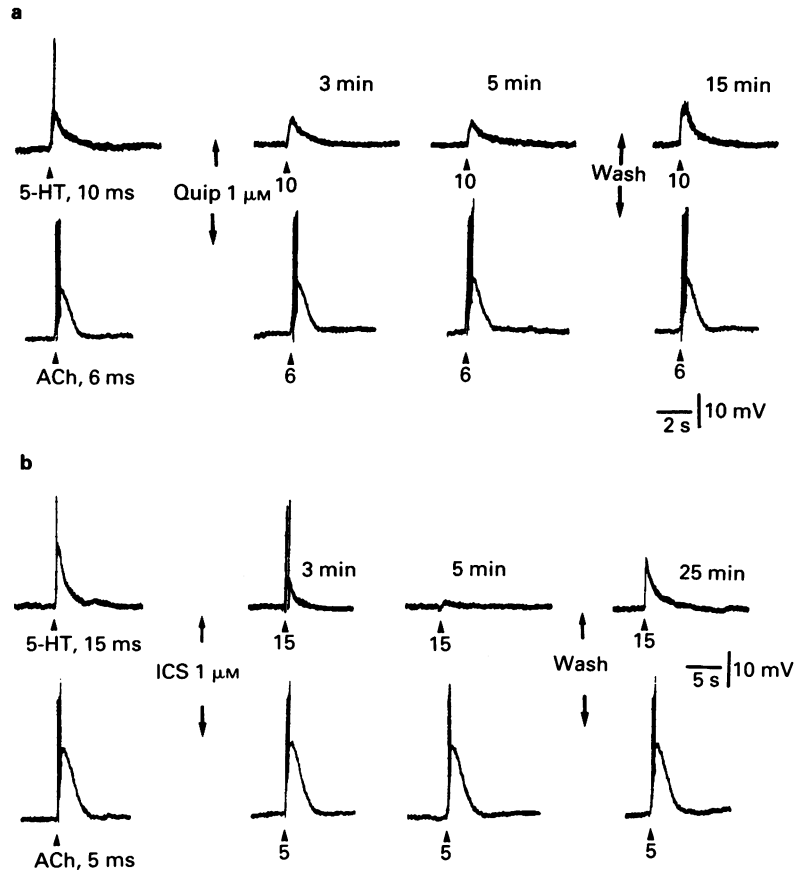 a
3 min
5 min
15 min
5-HT, 10 ms
Quip 1 µM
10
10
Wash
10
ACh, 6 ms
6
6
6
2 s
10 mV
b
3 min
5 min
25 min
5-HT, 15 ms
ICS 1 µM
15
15
Wash
15
5 s
10 mV
ACh, 5 ms
5
5
5